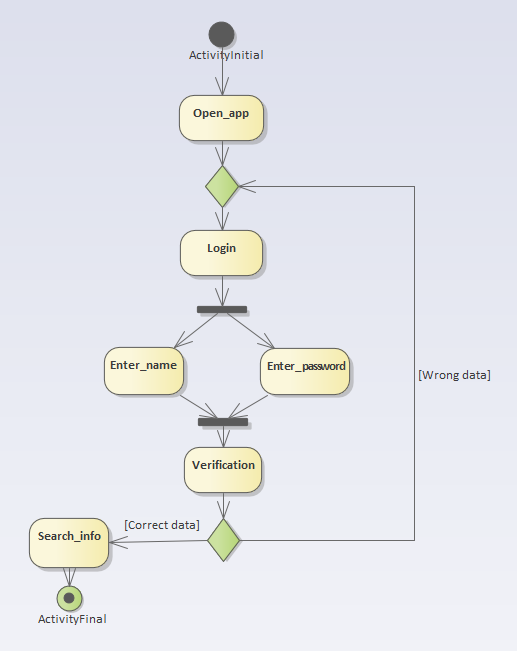 ActivityInitial
Open_app
Login
Enter_name
Enter_password
[Wrong data]
Verification
[Correct data]
Search_info
ActivityFinal